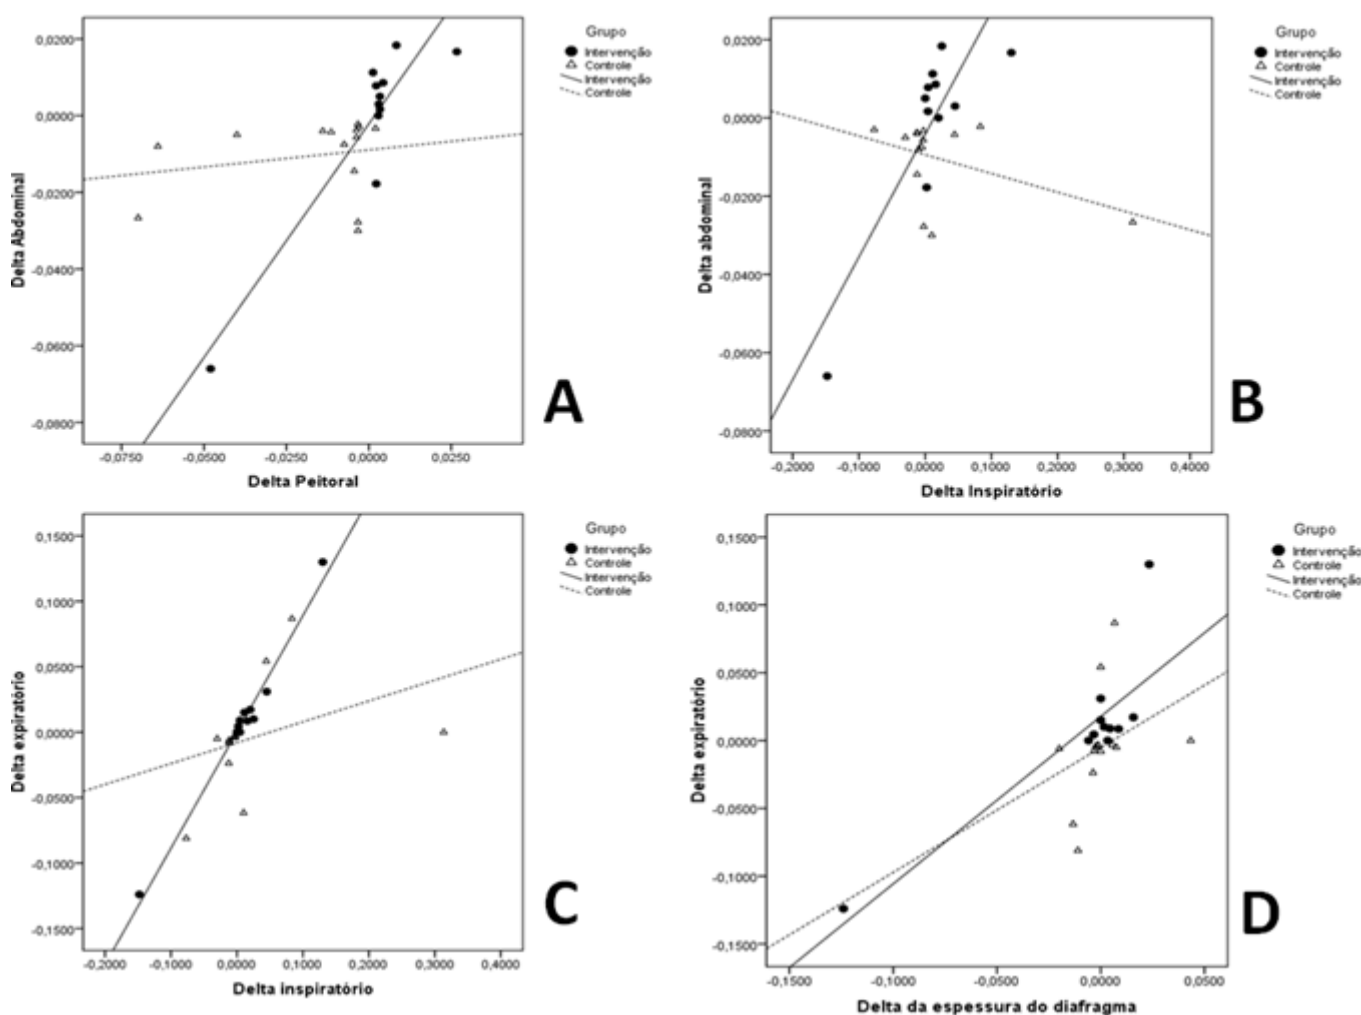 Delta Abdominal
0,0200
0,0000
-0,0200
-0,0400
-0,0600
-0,0800
-0,0750
-0,0500
-0,0250
0,0000
0,0250
Delta Peitoral
Grupo
Intervenção
Controle
Intervenção
Controle
A
Delta abdominal
0,0200
0,0000
-0,0200
-0,0400
-0,0600
-0,0800
-0,2000
-0,1000
0,0000
0,1000
0,2000
0,3000
0,4000
Delta Inspiratório
Grupo
Intervenção
Controle
Intervenção
Controle
B
Delta expiratório
0,1500
0,1000
0,0500
0,0000
-0,0500
-0,1000
-0,1500
-0,2000
-0,1000
0,0000
0,1000
0,2000
0,3000
0,4000
Delta inspiratório
Grupo
Intervenção
Controle
Intervenção
Controle
C
Delta expiratório
0,1500
0,1000
0,0500
0,0000
-0,0500
-0,1000
-0,1500
-0,1500
-0,1000
-0,0500
0,0000
0,0500
Delta da espessura do diafragma
Grupo
Intervenção
Controle
Intervenção
Controle
D